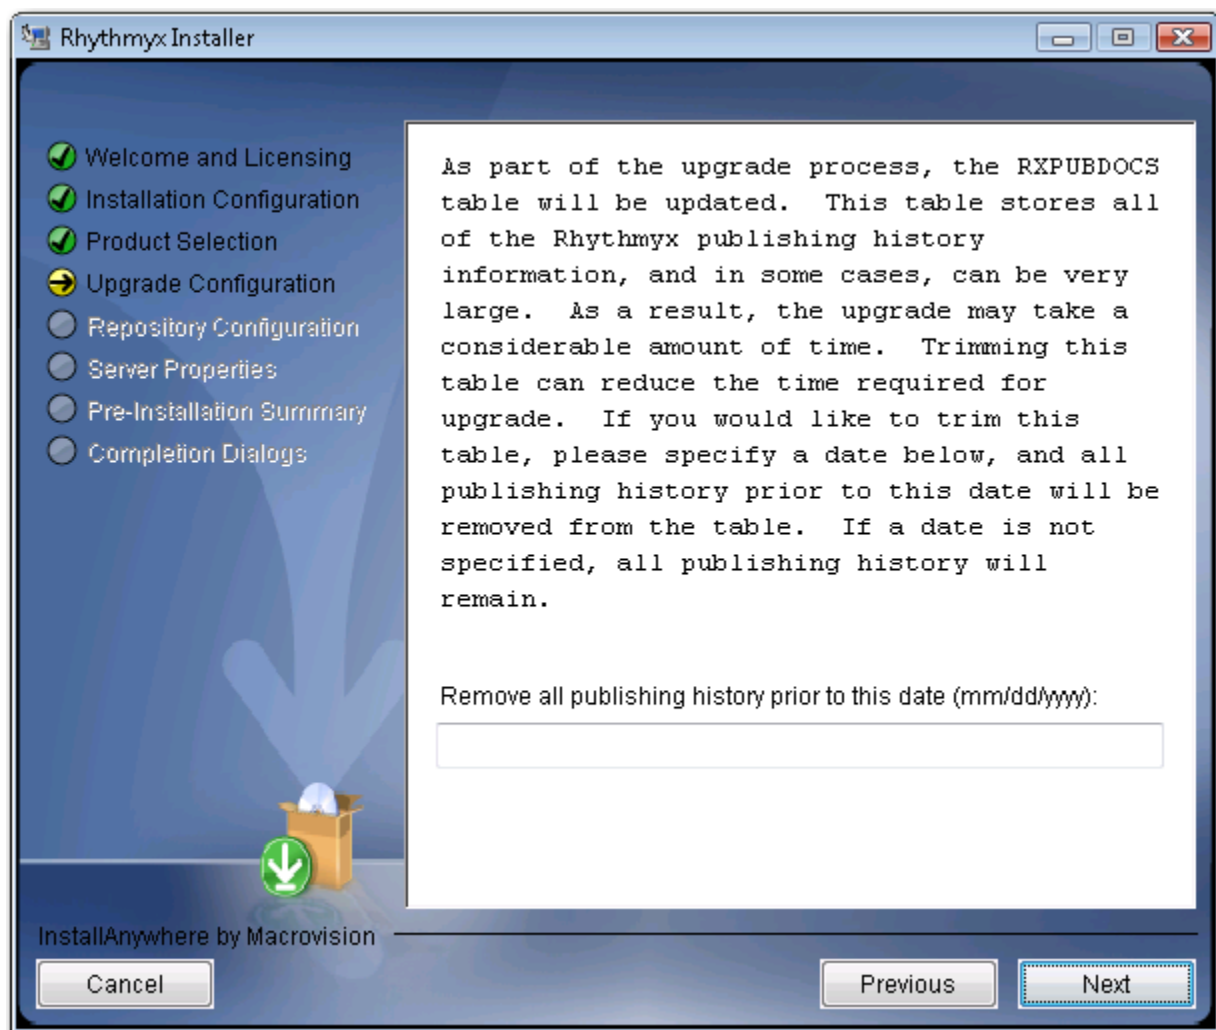 Rhythmyx Installer
Welcome and Licensing
Installation Configuration
Product Selection
Upgrade Configuration
Repository Configuration
Server Properties
Pre-Installation Summary
Completion Dialogs
As part of the upgrade process, the RXPUBDOCS
table will be updated.  This table stores all
of the Rhythmyx publishing history
information, and in some cases, can be very
large.  As a result, the upgrade may take a
considerable amount of time.  Trimming this
table can reduce the time required for
upgrade.  If you would like to trim this
table, please specify a date below, and all
publishing history prior to this date will be
removed from the table.  If a date is not
specified, all publishing history will
remain.
Remove all publishing history prior to this date (mm/dd/yyyy):
InstallAnywhere by Macrovision
Cancel
Previous
Next